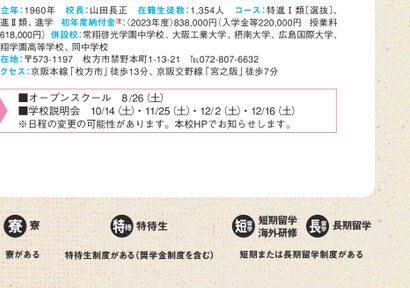 立年：1960年　校長：山田長正　在籍生徒数：1,354人　コース：特進Ⅰ類［選抜］、
進Ⅱ類、進学　初年度納付金注：（2023年度）838,000円（入学金220,000円　授業料
618,000円）併設校：常翔啓光学園中学校、大阪工業大学、摂南大学、広島国際大学、
翔学園高等学校、同中学校
在地：〒573-1197　枚方市禁野本町1-13-21　℡072-807-6632
クセス：京阪本線「枚方市」徒歩13分、京阪交野線「宮之阪」徒歩7分
■オープンスクール　8/26（土）
■学校説明会　10/14（土）・11/25（土）・12/2（土）・12/16（土）
※日程の変更の可能性があります。本校HPでお知らせします。
寮 寮
寮がある
特待 特待生
特待生制度がある（奨学金制度を含む）
短留学 短期留学
海外研修
長留学 長期留学
短期または長期留学制度がある